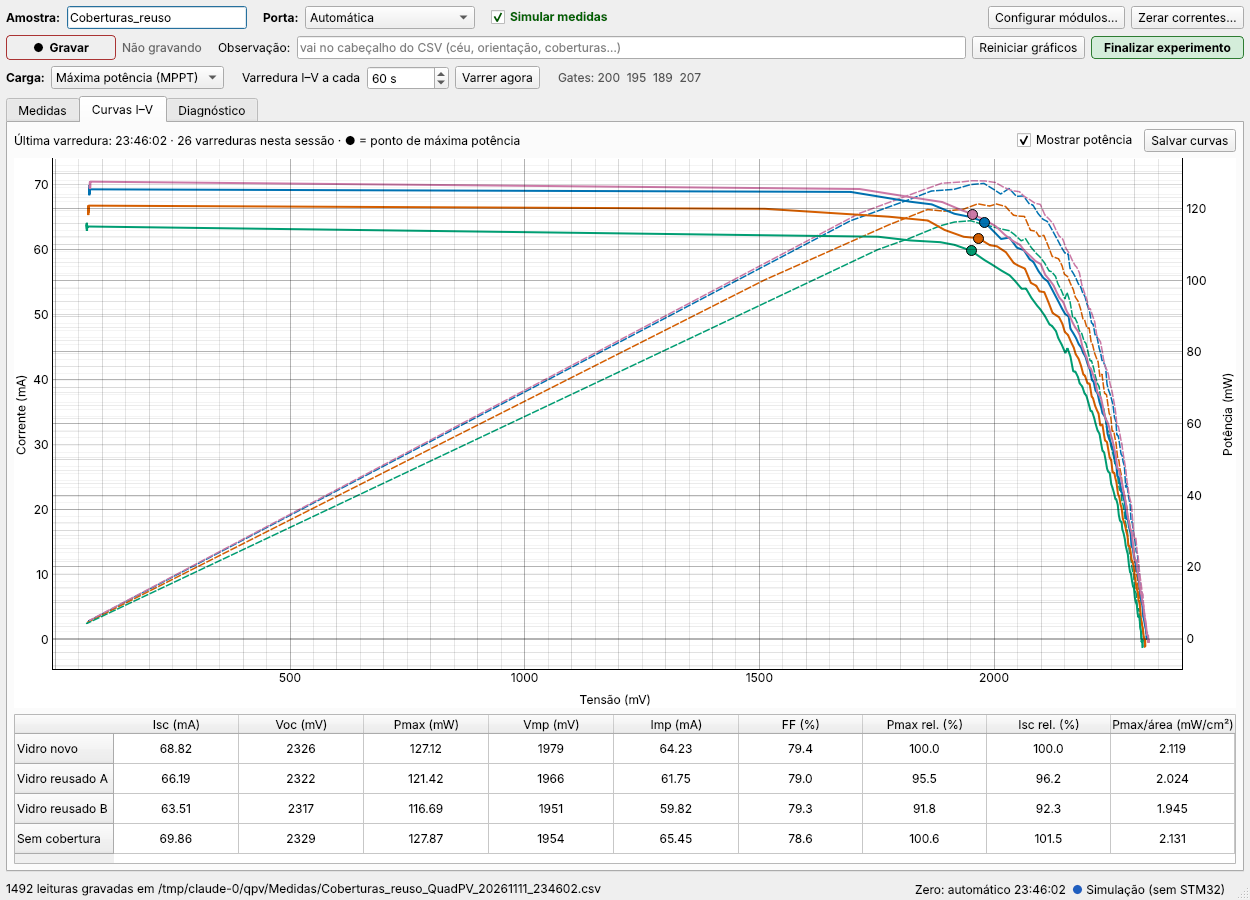 Amostra: Coberturas_reuso Porta: Automática Simular medidas Configurar módulos... Zerar correntes...
Gravar Não gravando Observação: vai no cabeçalho do CSV (céu, orientação, coberturas...) Reiniciar gráficos Finalizar experimento
Carga: Máxima potência (MPPT) Varredura I–V a cada 60 s Varrer agora Gates: 200 195 189 207
Medidas Curvas I–V Diagnóstico
Última varredura: 23:46:02 · 26 varreduras nesta sessão · ● = ponto de máxima potência Mostrar potência Salvar curvas
70
60
50
40
30
20
10
0
Corrente (mA)
120
100
80
60
40
20
0
Potência (mW)
500 1000 1500 2000
Tensão (mV)
Isc (mA) Voc (mV) Pmax (mW) Vmp (mV) Imp (mA) FF (%) Pmax rel. (%) Isc rel. (%) Pmax/área (mW/cm²)
Vidro novo 68.82 2326 127.12 1979 64.23 79.4 100.0 100.0 2.119
Vidro reusado A 66.19 2322 121.42 1966 61.75 79.0 95.5 96.2 2.024
Vidro reusado B 63.51 2317 116.69 1951 59.82 79.3 91.8 92.3 1.945
Sem cobertura 69.86 2329 127.87 1954 65.45 78.6 100.6 101.5 2.131
1492 leituras gravadas em /tmp/claude-0/qpv/Medidas/Coberturas_reuso_QuadPV_20261111_234602.csv Zero: automático 23:46:02 Simulação (sem STM32)